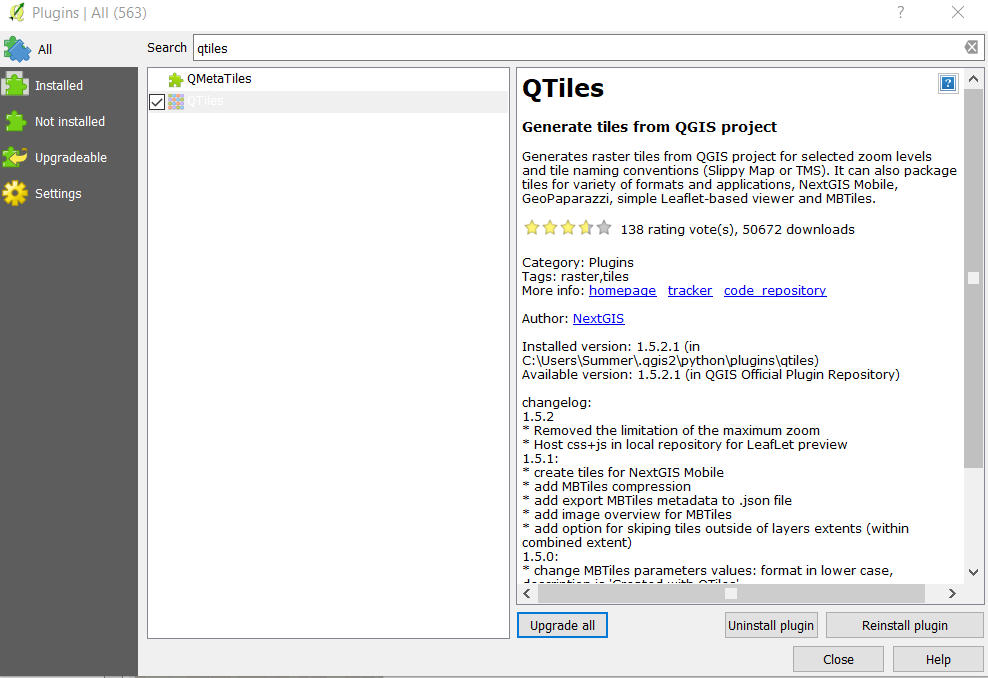 Plugins | All (563)
?
All
Installed
Not installed
Upgradeable
Settings
Search qtiles
QMetaTiles
QTiles
QTiles
Generate tiles from QGIS project
Generates raster tiles from QGIS project for selected zoom levels
and tile naming conventions (Slippy Map or TMS). It can also package
tiles for variety of formats and applications, NextGIS Mobile,
GeoPaparazzi, simple Leaflet-based viewer and MBTiles.
138 rating vote(s), 50672 downloads
Category: Plugins
Tags: raster,tiles
More info: homepage tracker code repository
Author: NextGIS
Installed version: 1.5.2.1 (in
C:\Users\Summer\.qgis2\python\plugins\qtiles)
Available version: 1.5.2.1 (in QGIS Official Plugin Repository)
changelog:
1.5.2
* Removed the limitation of the maximum zoom
* Host css+js in local repository for LeafLet preview
1.5.1:
* create tiles for NextGIS Mobile
* add MBTiles compression
* add export MBTiles metadata to .json file
* add image overview for MBTiles
* add option for skiping tiles outside of layers extents (within
combined extent)
1.5.0:
* change MBTiles parameters values: format in lower case,
description is 'Created with QTiles'
Upgrade all
Uninstall plugin
Reinstall plugin
Close
Help